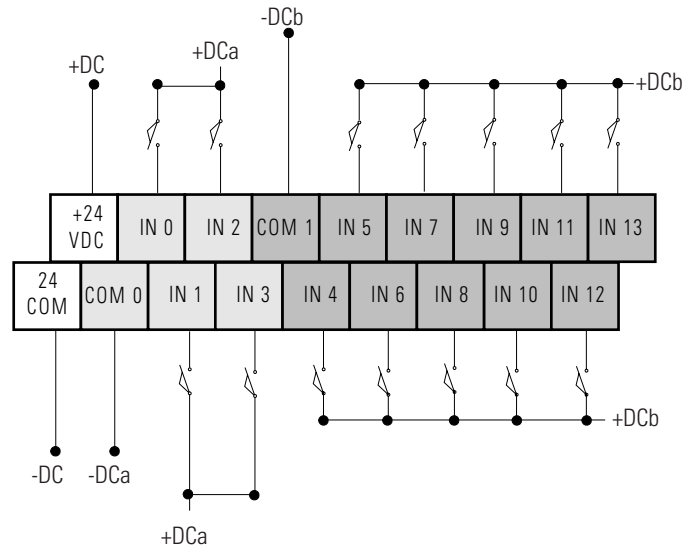 -DCb
+DCa
+DC
+DCb
+24 VDC
IN 0
IN 2
COM 1
IN 5
IN 7
IN 9
IN 11
IN 13
24 COM
COM 0
IN 1
IN 3
IN 4
IN 6
IN 8
IN 10
IN 12
+DCb
-DC
-DCa
+DCa